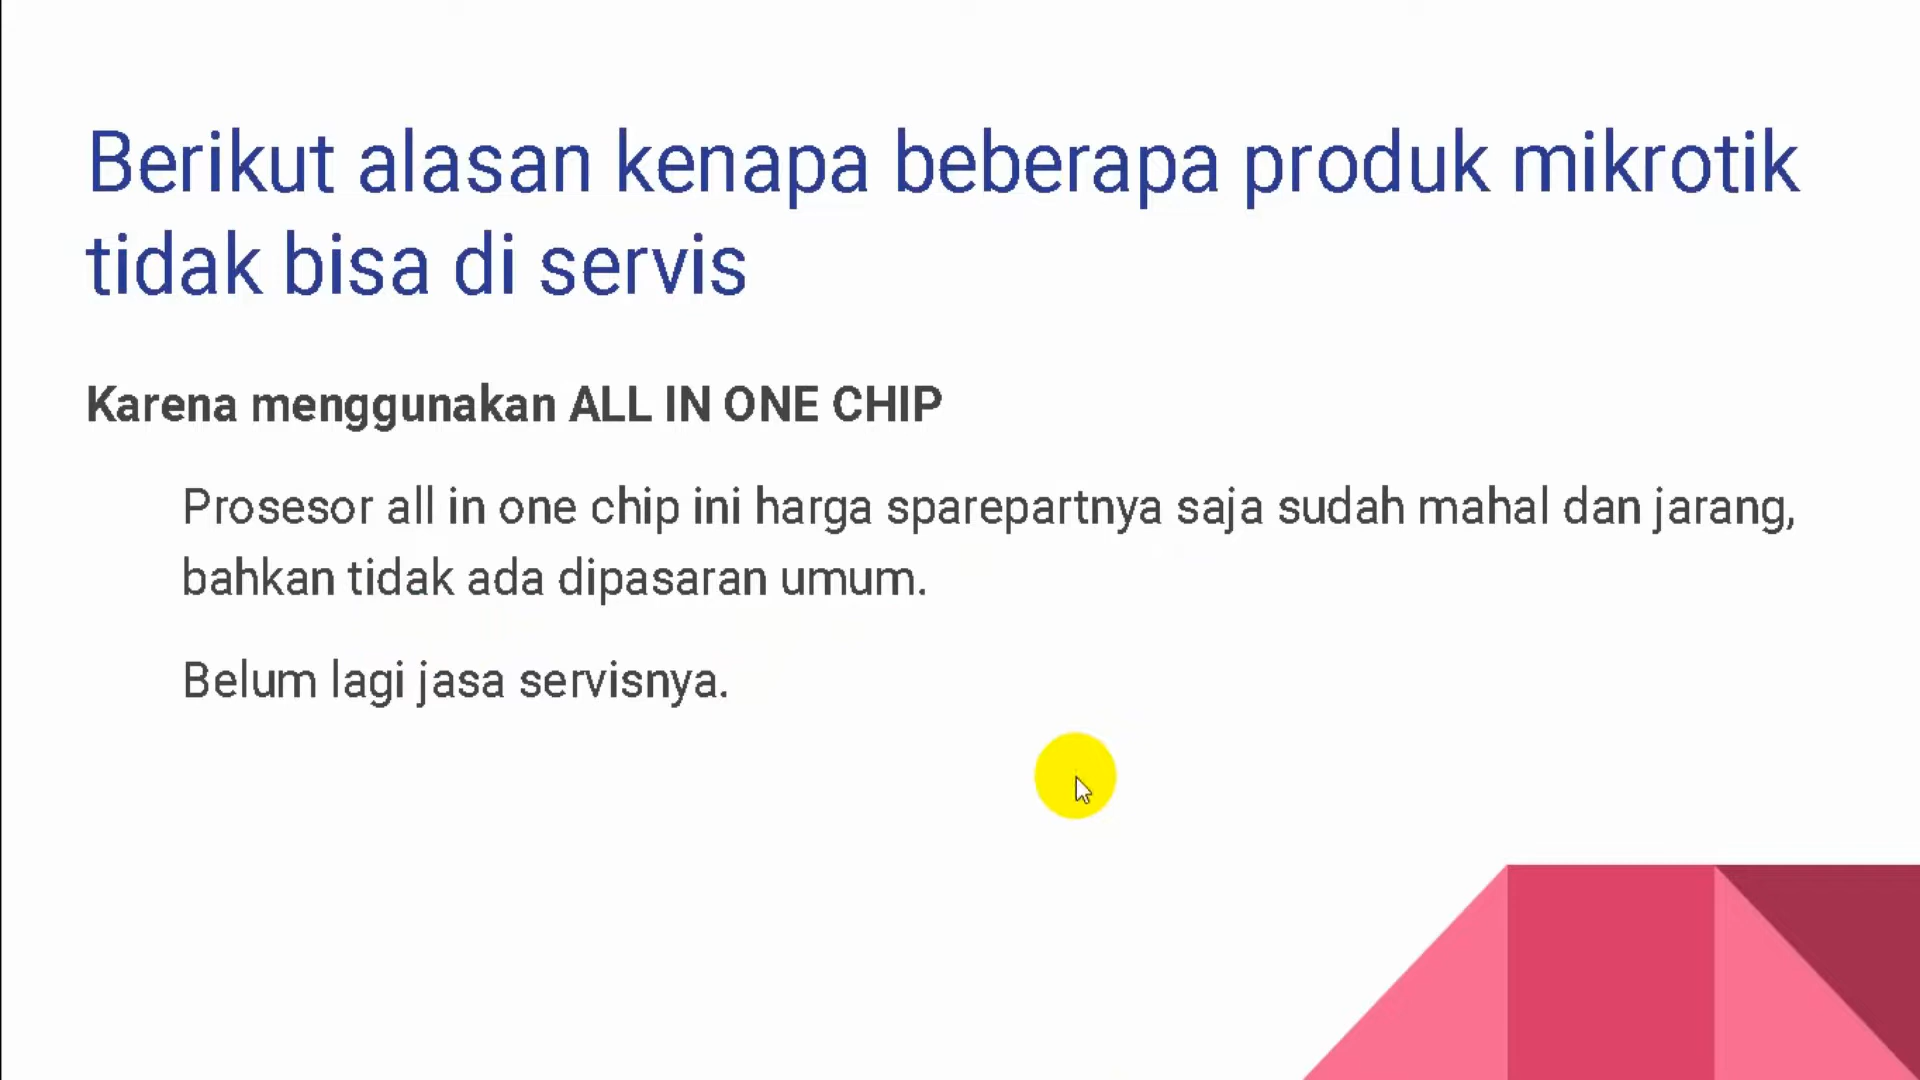 Berikut alasan kenapa beberapa produk mikrotik
tidak bisa di servis
Karena menggunakan ALL IN ONE CHIP
Prosesor all in one chip ini harga sparepartnya saja sudah mahal dan jarang,
bahkan tidak ada dipasaran umum.
Belum lagi jasa servisnya.